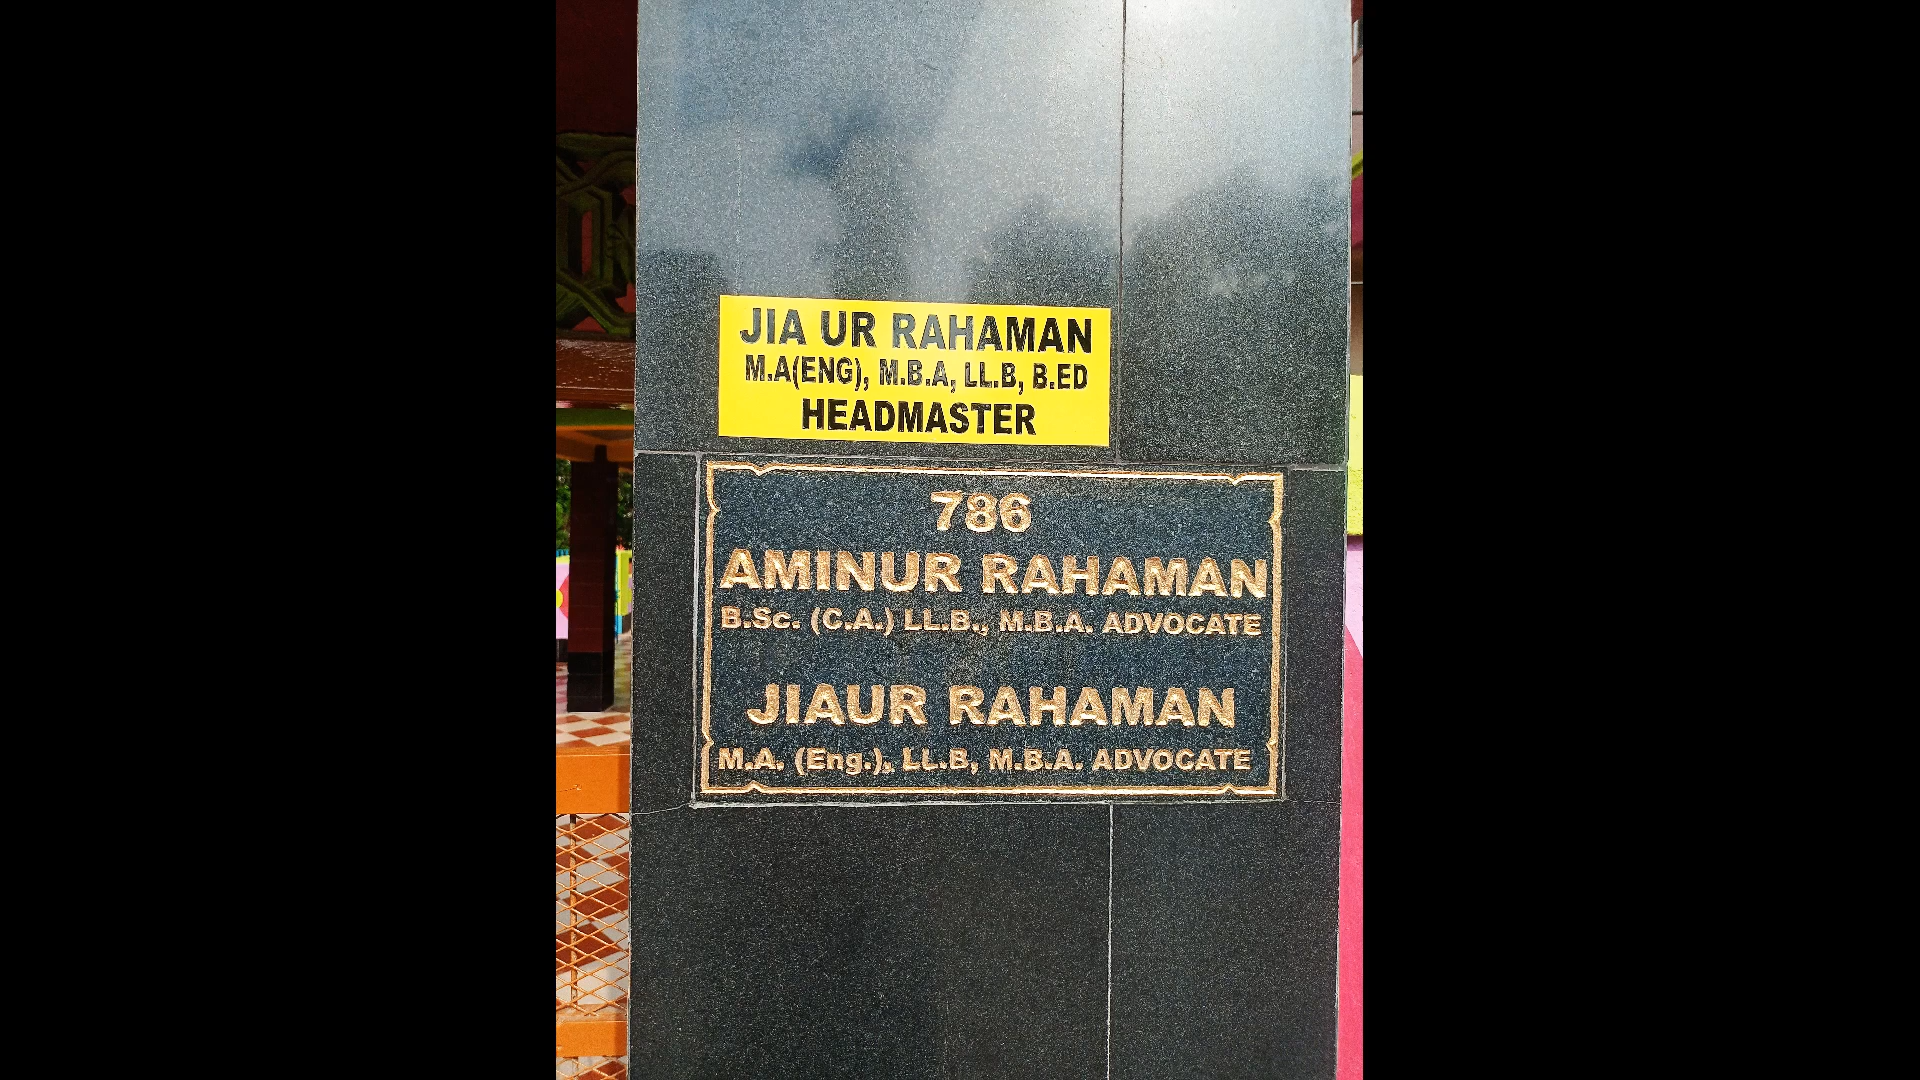 JIA UR RAHAMAN
M.A(ENG), M.B.A, LL.B, B.ED
HEADMASTER
786
AMINUR RAHAMAN
B.Sc. (C.A.) LL.B., M.B.A. ADVOCATE
JIAUR RAHAMAN
M.A. (Eng.), LL.B, M.B.A. ADVOCATE